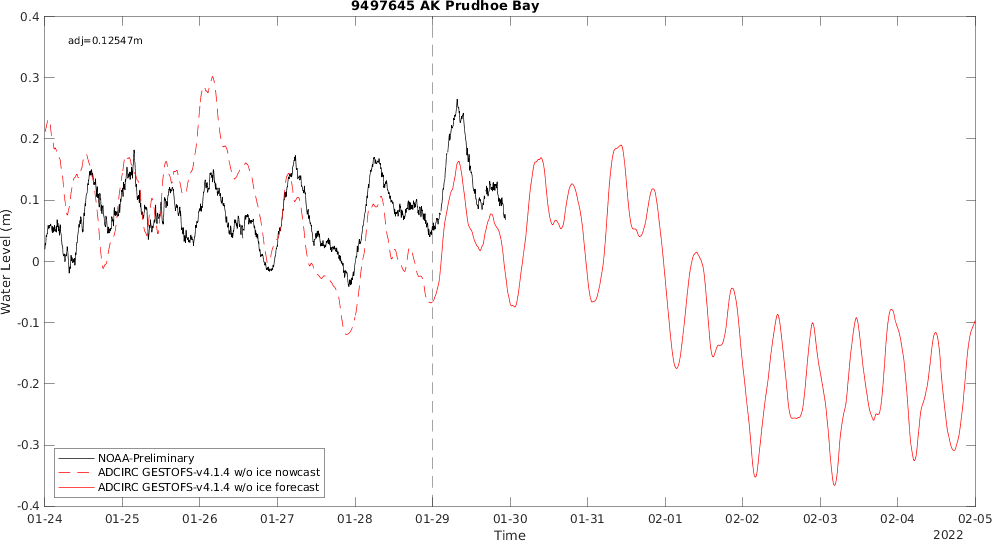 9497645 AK Prudhoe Bay
adj=0.12547m
0.4
0.3
0.2
0.1
0
-0.1
-0.2
-0.3
-0.4
Water Level (m)
NOAA-Preliminary
ADCIRC GESTOFS-v4.1.4 w/o ice nowcast
ADCIRC GESTOFS-v4.1.4 w/o ice forecast
01-24 01-25 01-26 01-27 01-28 01-29 01-30 01-31 02-01 02-02 02-03 02-04 02-05
Time
2022